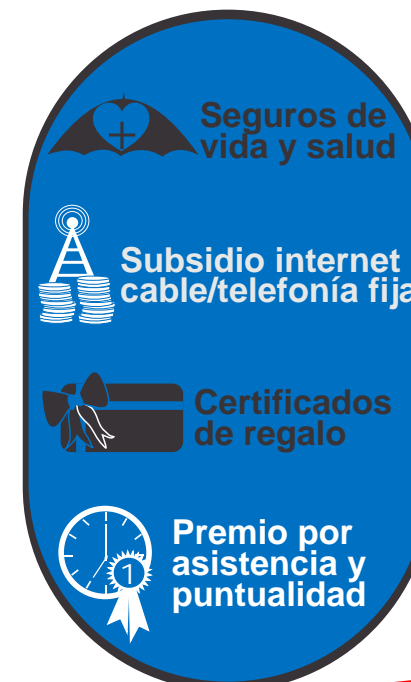 Seguros de
vida y salud
Subsidio internet
cable/telefonía fija
Certificados
de regalo
Premio por
asistencia y
puntualidad
1